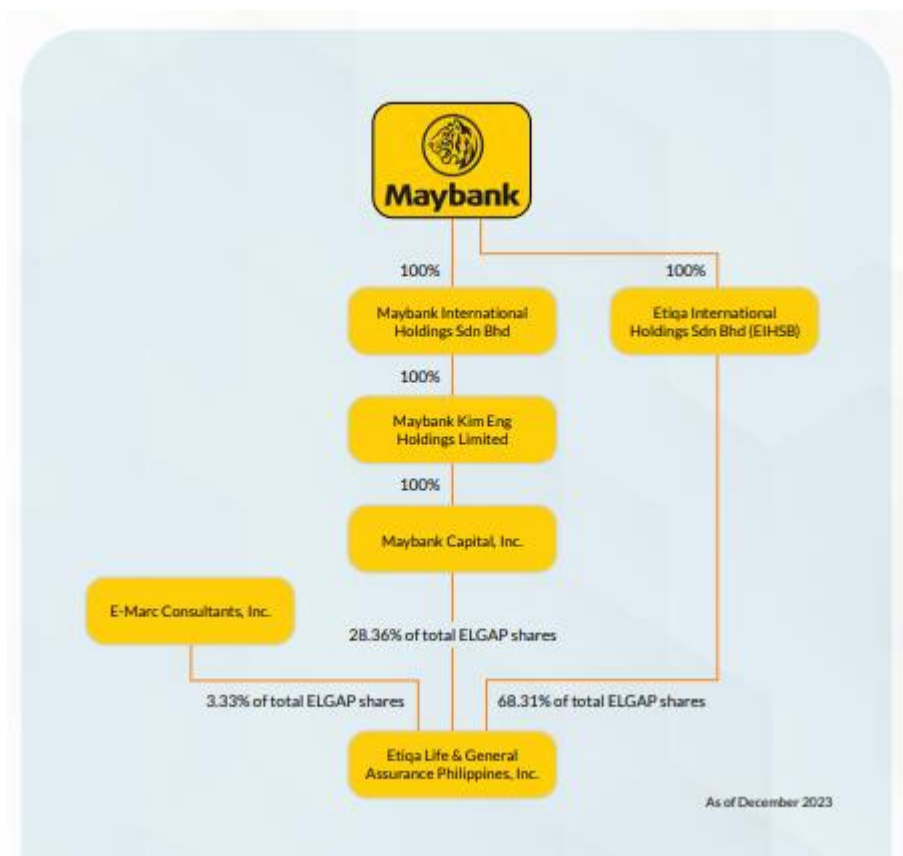 Maybank
100%
100%
Maybank International
Holdings Sdn Bhd
Etiqa International
Holdings Sdn Bhd (EIHSB)
100%
Maybank Kim Eng
Holdings Limited
100%
Maybank Capital, Inc.
E-Marc Consultants, Inc.
28.36% of total ELGAP shares
3.33% of total ELGAP shares
68.31% of total ELGAP shares
Etiqa Life & General
Assurance Philippines, Inc.
As of December 2023